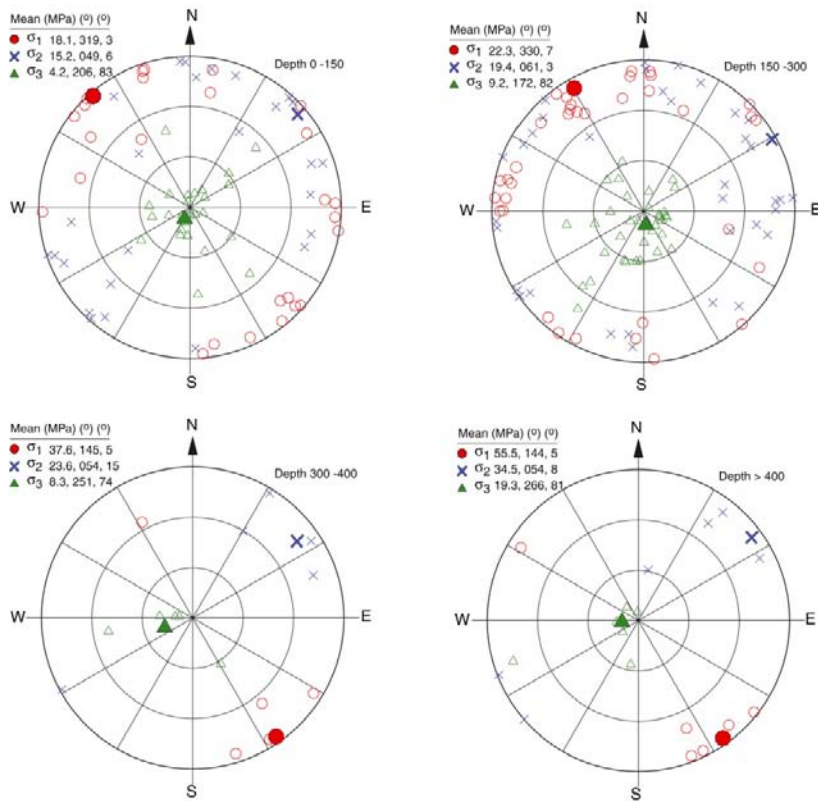 Mean (MPa) (º) (º)
σ1 18.1, 319, 3
σ2 15.2, 049, 6
σ3 4.2, 206, 83
N
Depth 0 -150
W
E
S
Mean (MPa) (º) (º)
σ1 22.3, 330, 7
σ2 19.4, 061, 3
σ3 9.2, 172, 82
N
Depth 150 -300
W
E
S
Mean (MPa) (º) (º)
σ1 37.6, 145, 5
σ2 23.6, 054, 15
σ3 8.3, 251, 74
N
Depth 300 -400
W
E
S
Mean (MPa) (º) (º)
σ1 55.5, 144, 5
σ2 34.5, 054, 8
σ3 19.3, 266, 81
N
Depth > 400
W
E
S